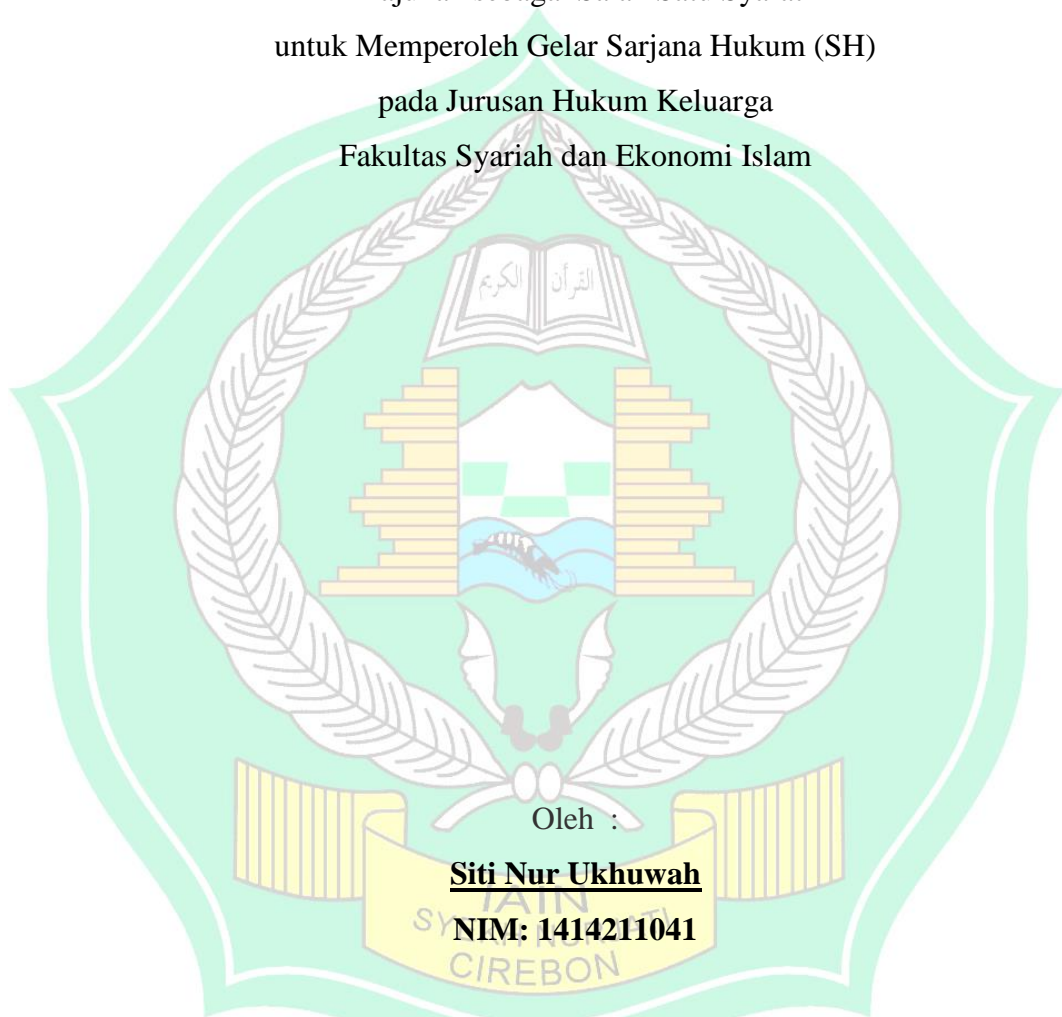 untuk Memperoleh Gelar Sarjana Hukum (SH)
pada Jurusan Hukum Keluarga
Fakultas Syariah dan Ekonomi Islam
القرآن الكريم
Oleh :
Siti Nur Ukhuwah
IAIN
NIM: 1414211041
CIREBON